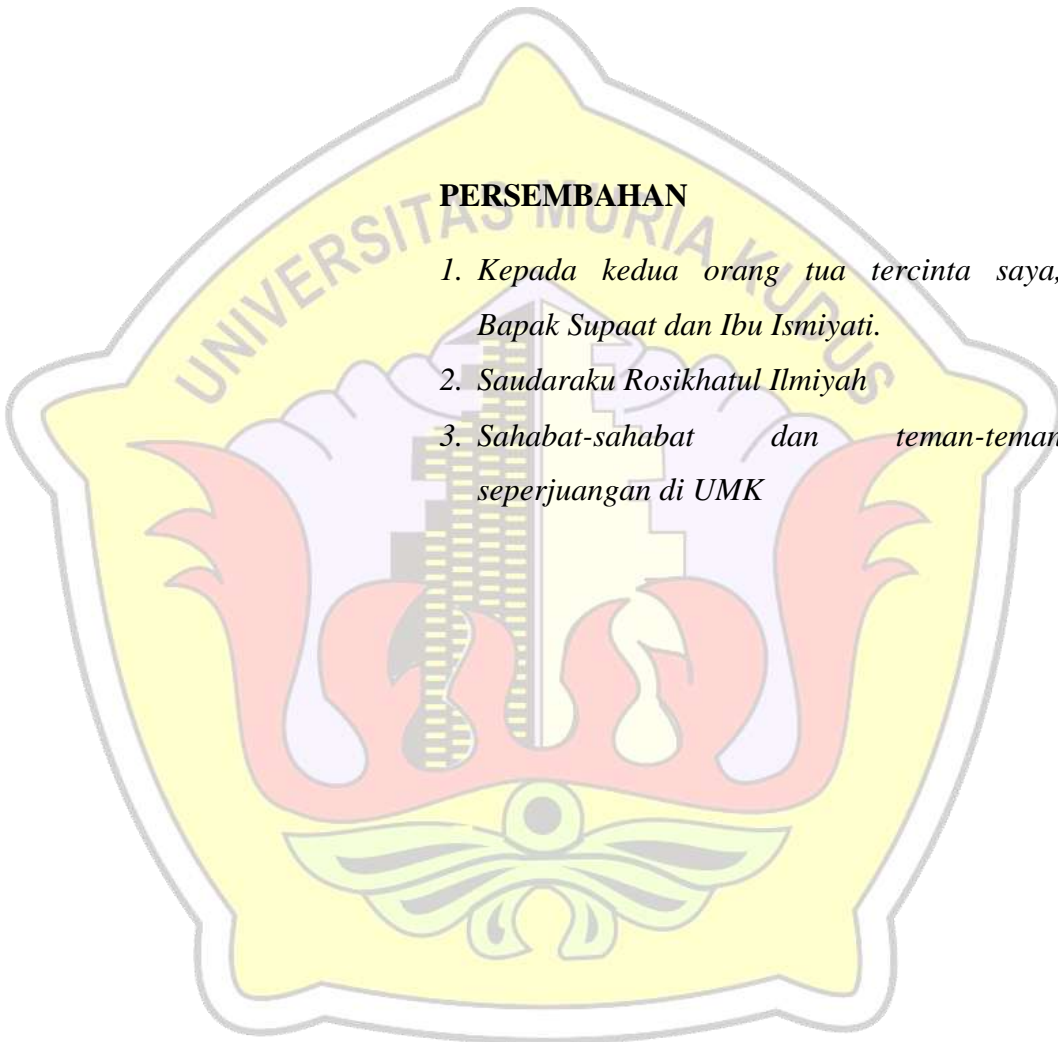 UNIVERSITAS MURIA KUDUS
PERSEMBAHAN
1. Kepada kedua orang tua tercinta saya,
Bapak Supaat dan Ibu Ismiyati.
2. Saudaraku Rosikhatul Ilmiyah
3. Sahabat-sahabat dan teman-teman
seperjuangan di UMK